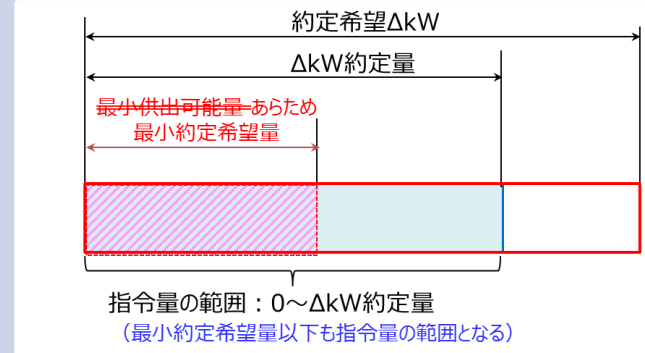 約定希望ΔkW
ΔkW約定量
最小供出可能量 あらため
最小約定希望量
指令量の範囲：0～ΔkW約定量
（最小約定希望量以下も指令量の範囲となる）